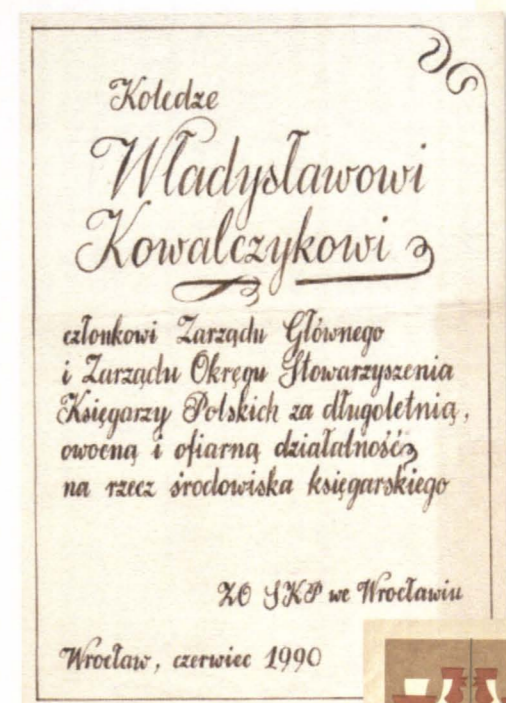 Koledze
Władysławowi
Kowalczykowi
członkowi Zarządu Głównego
i Zarządu Okręgu Stowarzyszenia
Księgarzy Polskich za długoletnią,
owocną i ofiarną działalność
na rzecz środowiska księgarskiego
ZO SKP we Wrocławiu
Wrocław, czerwiec 1990